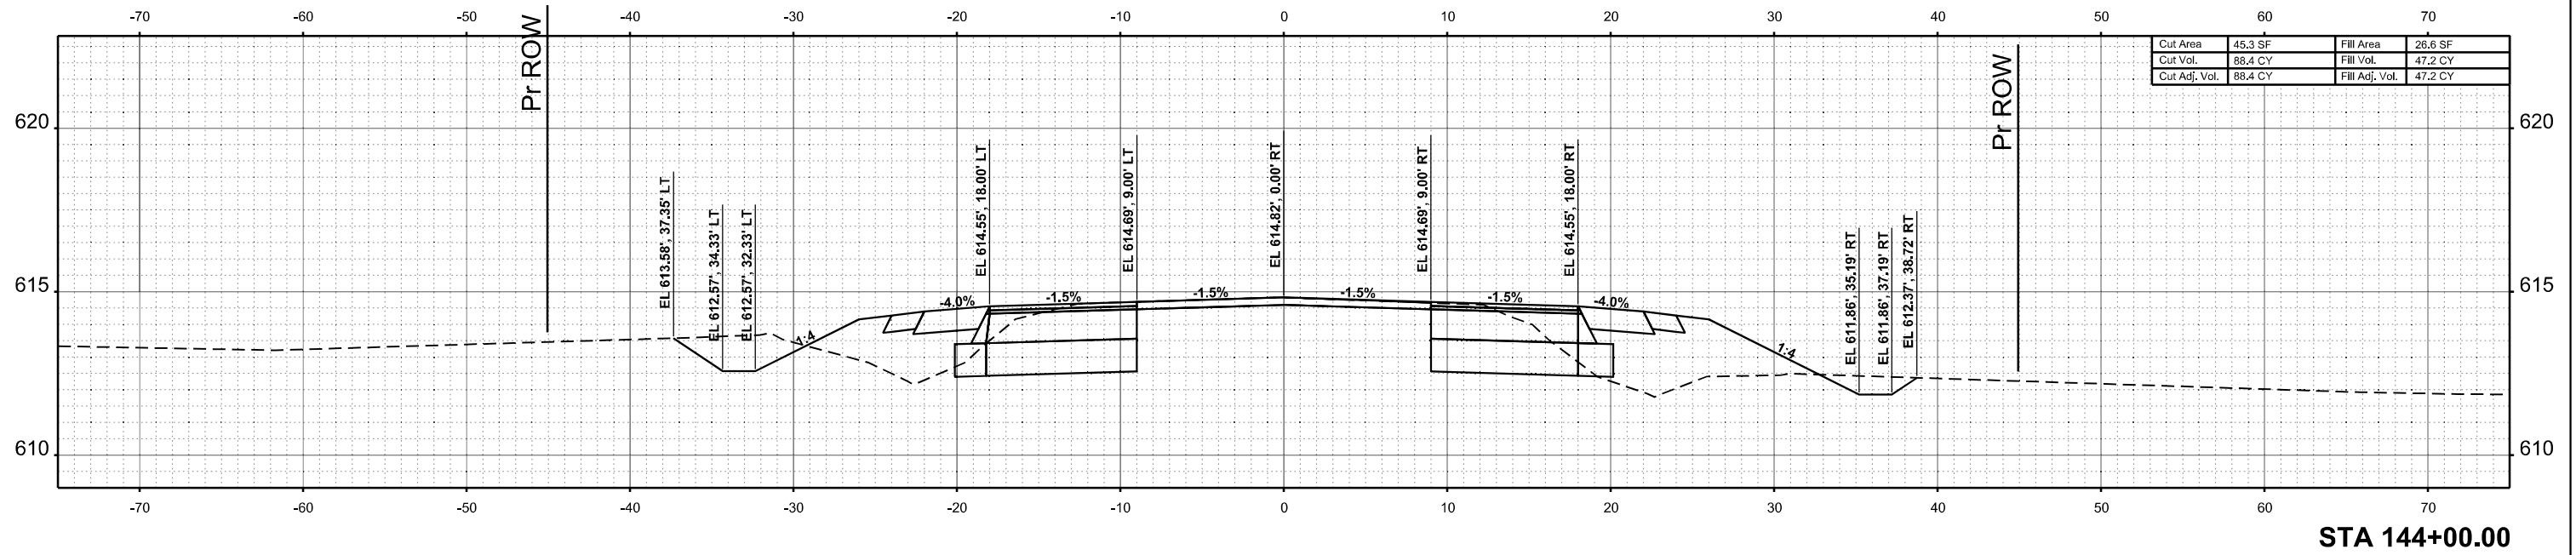 -70 -60 -50 -40 -30 -20 -10 0 10 20 30 40 50 60 70
Pr ROW
Pr ROW
Cut Area 45.3 SF Fill Area 26.6 SF
Cut Vol. 88.4 CY Fill Vol. 47.2 CY
Cut Adj. Vol. 88.4 CY Fill Adj. Vol. 47.2 CY
620 620
EL 613.58', 37.35' LT
EL 612.57', 34.33' LT
EL 612.57', 32.33' LT
EL 614.55', 18.00' LT
EL 614.69', 9.00' LT
EL 614.82', 0.00' RT
EL 614.69', 9.00' RT
EL 614.55', 18.00' RT
EL 611.86', 35.19' RT
EL 611.86', 37.19' RT
EL 612.37', 38.72' RT
615 615
-4.0% -1.5% -1.5% -1.5% -1.5% -4.0%
1:4 1:4
610 610
-70 -60 -50 -40 -30 -20 -10 0 10 20 30 40 50 60 70
STA 144+00.00